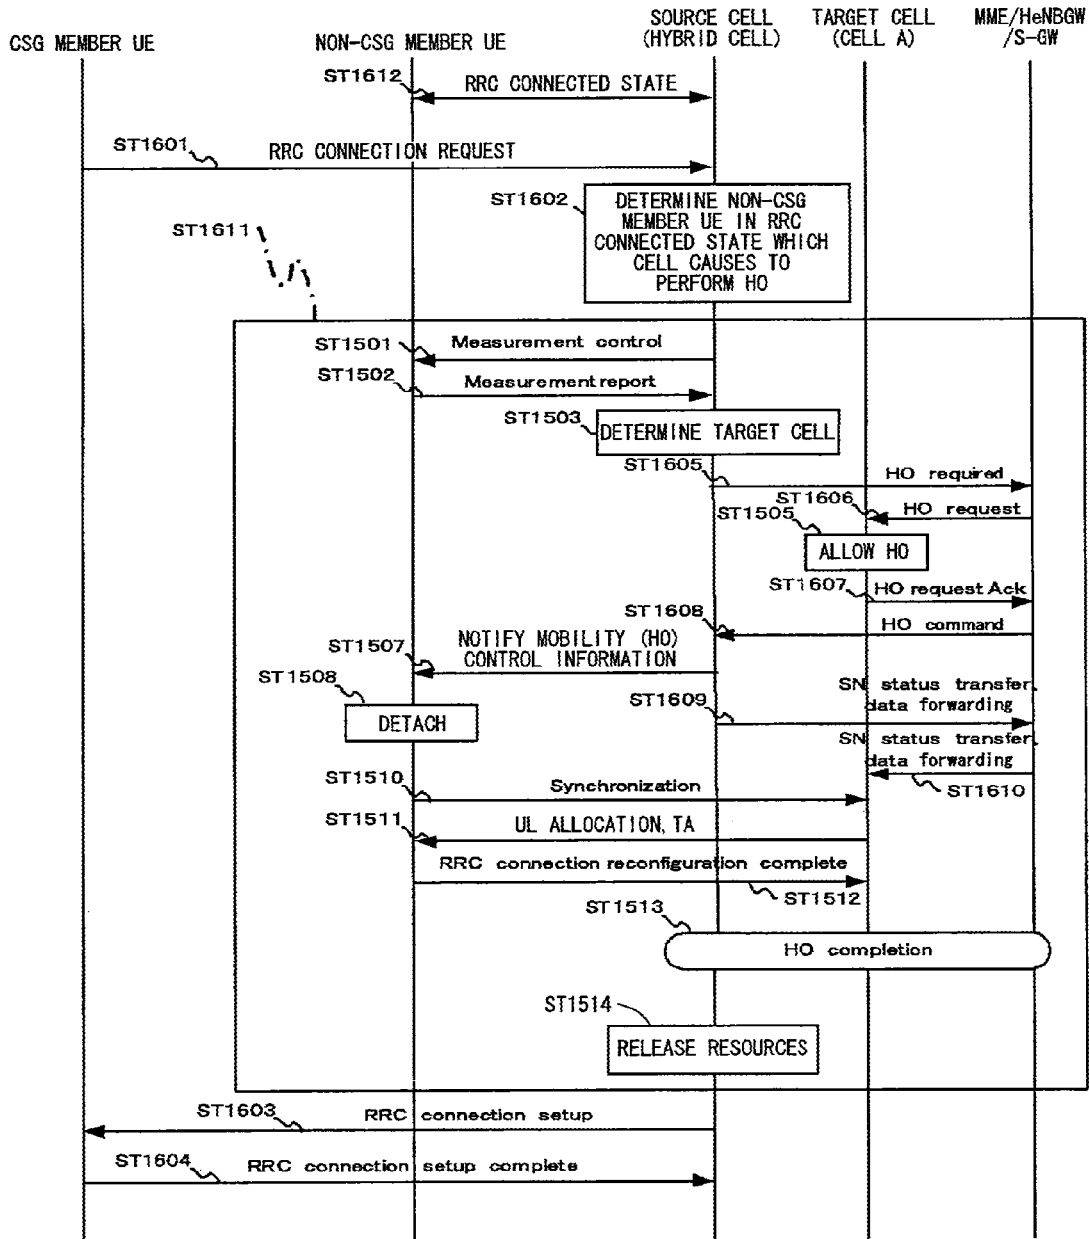 CSG MEMBER UE
NON-CSG MEMBER UE
SOURCE CELL
(HYBRID CELL)
TARGET CELL
(CELL A)
MME/HeNBGW
/S-GW
ST1612
RRC CONNECTED STATE
ST1601
RRC CONNECTION REQUEST
ST1602
DETERMINE NON-CSG
MEMBER UE IN RRC
CONNECTED STATE WHICH
CELL CAUSES TO
PERFORM HO
ST1611
ST1501
Measurement control
ST1502
Measurement report
ST1503
DETERMINE TARGET CELL
ST1605
HO required
ST1606
HO request
ST1505
ALLOW HO
ST1607
HO request Ack
ST1608
HO command
ST1507
NOTIFY MOBILITY (HO)
CONTROL INFORMATION
ST1508
DETACH
ST1609
SN status transfer,
data forwarding
SN status transfer,
data forwarding
ST1610
ST1510
Synchronization
ST1511
UL ALLOCATION, TA
RRC connection reconfiguration complete
ST1512
ST1513
HO completion
ST1514
RELEASE RESOURCES
ST1603
RRC connection setup
ST1604
RRC connection setup complete